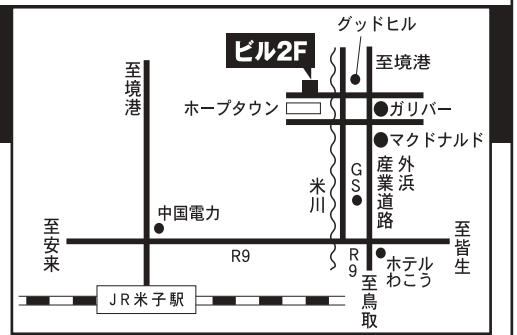 グッドヒル
ビル2F
至境港
至境港
ホープタウン
ガリバー
マクドナルド
外浜
産業道路
GS
米川
中国電力
至安来
至皆生
R9
R9
ホテル
わこう
至鳥取
JR米子駅